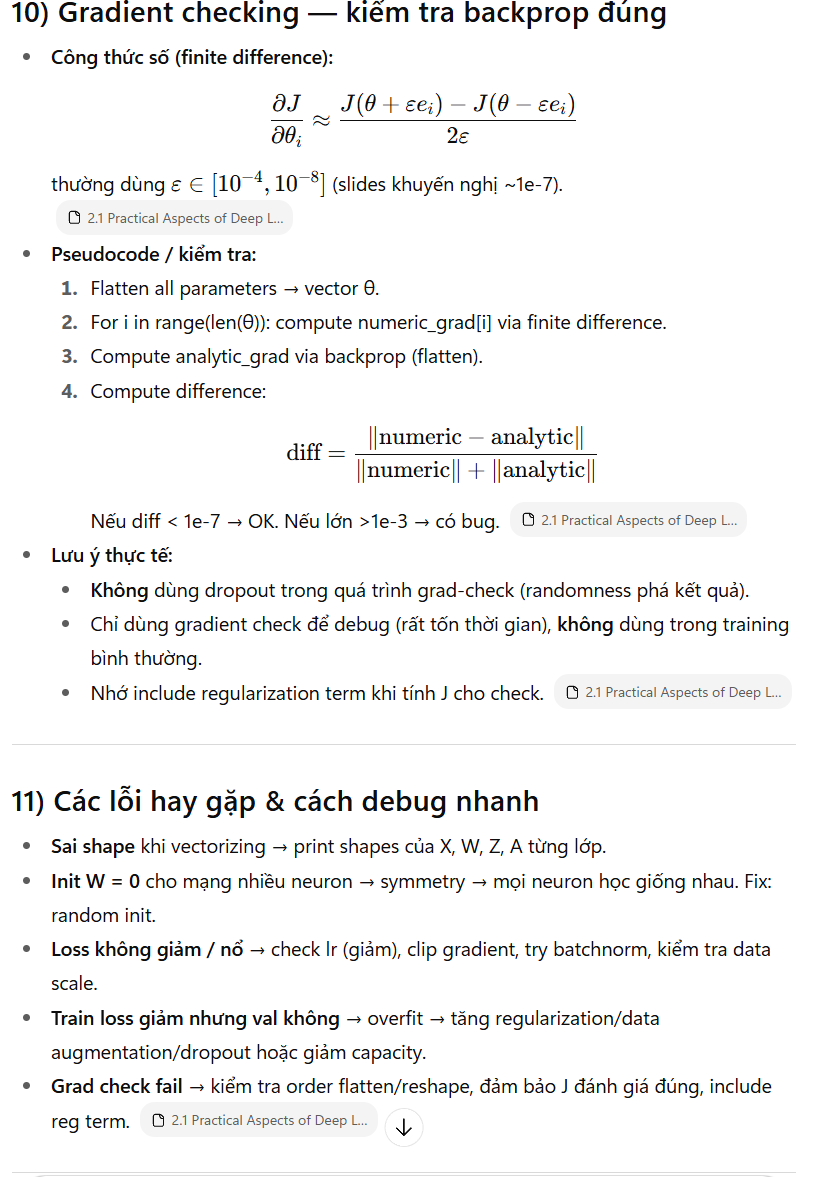 10) Gradient checking — kiểm tra backprop đúng
• Công thức số (finite difference):
∂J/∂θᵢ ≈ (J(θ + εeᵢ) − J(θ − εeᵢ))/(2ε)
thường dùng ε ∈ [10⁻⁴, 10⁻⁸] (slides khuyến nghị ~1e-7).
2.1 Practical Aspects of Deep L...
• Pseudocode / kiểm tra:
1. Flatten all parameters → vector θ.
2. For i in range(len(θ)): compute numeric_grad[i] via finite difference.
3. Compute analytic_grad via backprop (flatten).
4. Compute difference:
diff = ‖numeric − analytic‖/(‖numeric‖ + ‖analytic‖)
Nếu diff < 1e-7 → OK. Nếu lớn >1e-3 → có bug. 2.1 Practical Aspects of Deep L...
• Lưu ý thực tế:
• Không dùng dropout trong quá trình grad-check (randomness phá kết quả).
• Chỉ dùng gradient check để debug (rất tốn thời gian), không dùng trong training
bình thường.
• Nhớ include regularization term khi tính J cho check. 2.1 Practical Aspects of Deep L...
11) Các lỗi hay gặp & cách debug nhanh
• Sai shape khi vectorizing → print shapes của X, W, Z, A từng lớp.
• Init W = 0 cho mạng nhiều neuron → symmetry → mọi neuron học giống nhau. Fix:
random init.
• Loss không giảm / nổ → check lr (giảm), clip gradient, try batchnorm, kiểm tra data
scale.
• Train loss giảm nhưng val không → overfit → tăng regularization/data
augmentation/dropout hoặc giảm capacity.
• Grad check fail → kiểm tra order flatten/reshape, đảm bảo J đánh giá đúng, include
reg term. 2.1 Practical Aspects of Deep L...